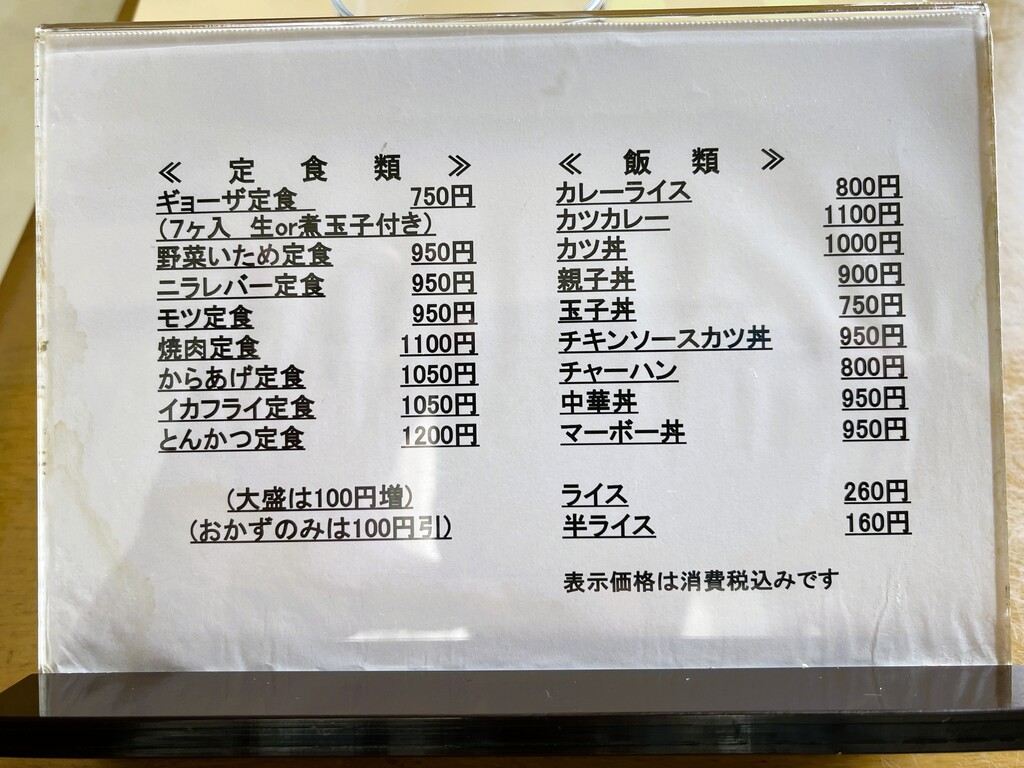 ≪ 定 食 類 ≫
ギョーザ定食 750円
(7ヶ入 生or煮玉子付き)
野菜いため定食 950円
ニラレバー定食 950円
モツ定食 950円
焼肉定食 1100円
からあげ定食 1050円
イカフライ定食 1050円
とんかつ定食 1200円
(大盛は100円増)
(おかずのみは100円引)
≪ 飯 類 ≫
カレーライス 800円
カツカレー 1100円
カツ丼 1000円
親子丼 900円
玉子丼 750円
チキンソースカツ丼 950円
チャーハン 800円
中華丼 950円
マーボー丼 950円
ライス 260円
半ライス 160円
表示価格は消費税込みです